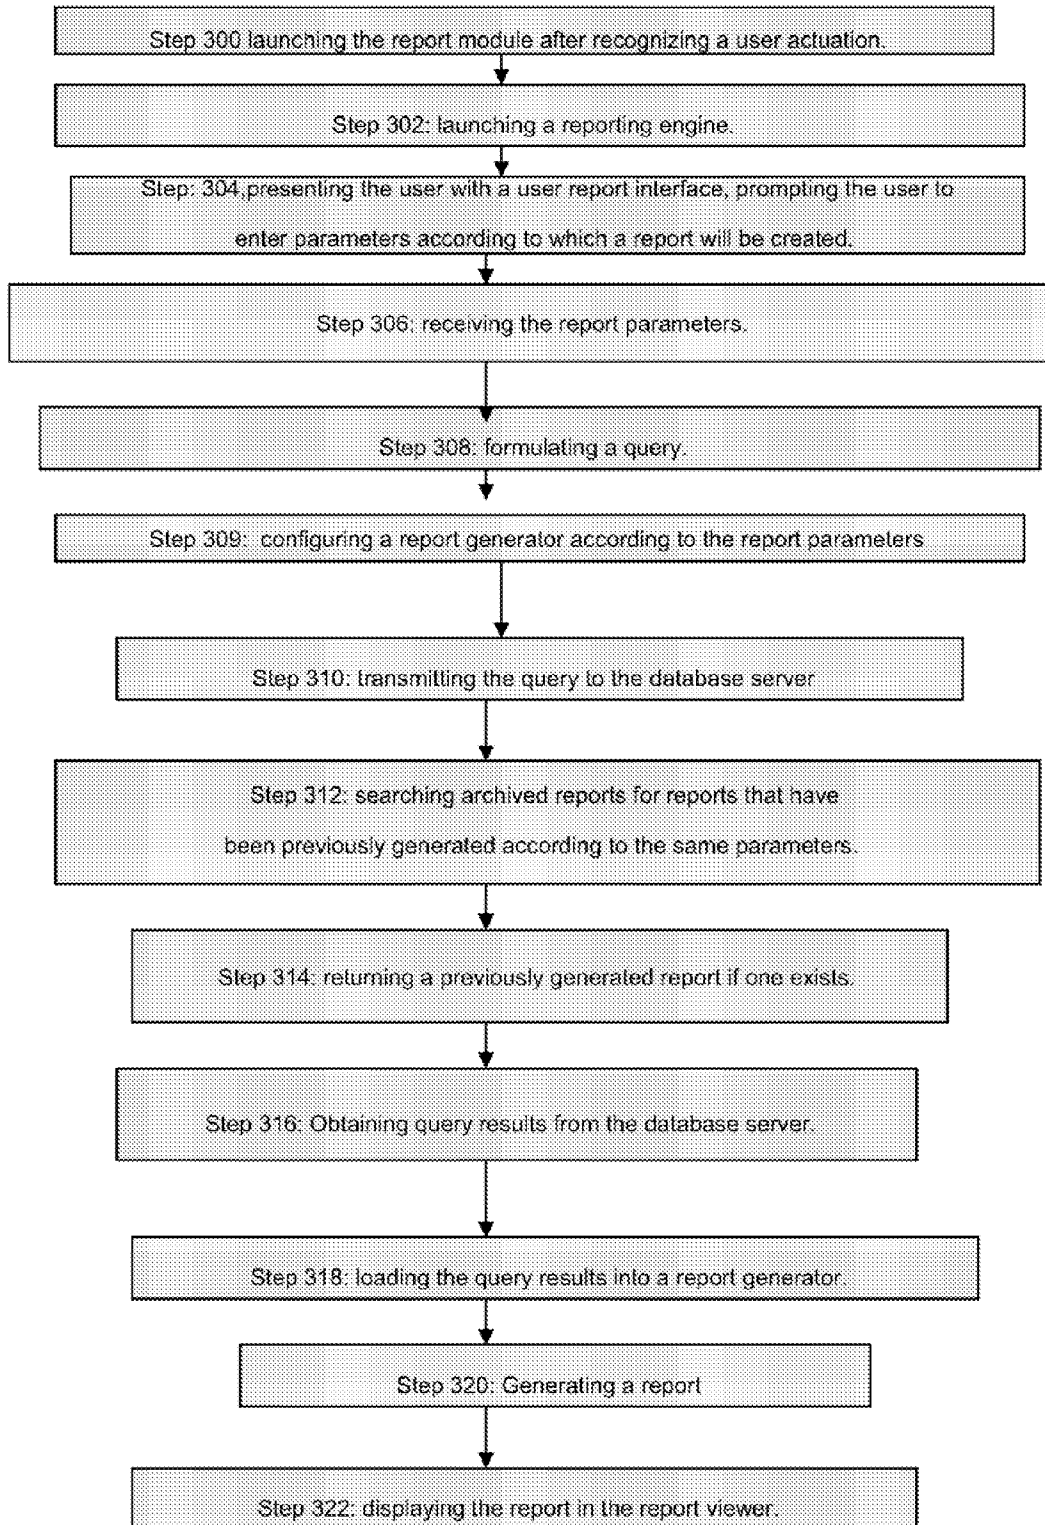 Step 300 launching the report module after recognizing a user actuation.
Step 302: launching a reporting engine.
Step: 304,presenting the user with a user report interface, prompting the user to
enter parameters according to which a report will be created.
Step 306: receiving the report parameters.
Step 308: formulating a query.
Step 309:  configuring a report generator according to the report parameters
Step 310: transmitting the query to the database server
Step 312: searching archived reports for reports that have
been previously generated according to the same parameters.
Step 314: returning a previously generated report if one exists.
Step 316: Obtaining query results from the database server.
Step 318: loading the query results into a report generator.
Step 320: Generating a report
Step 322: displaying the report in the report viewer.